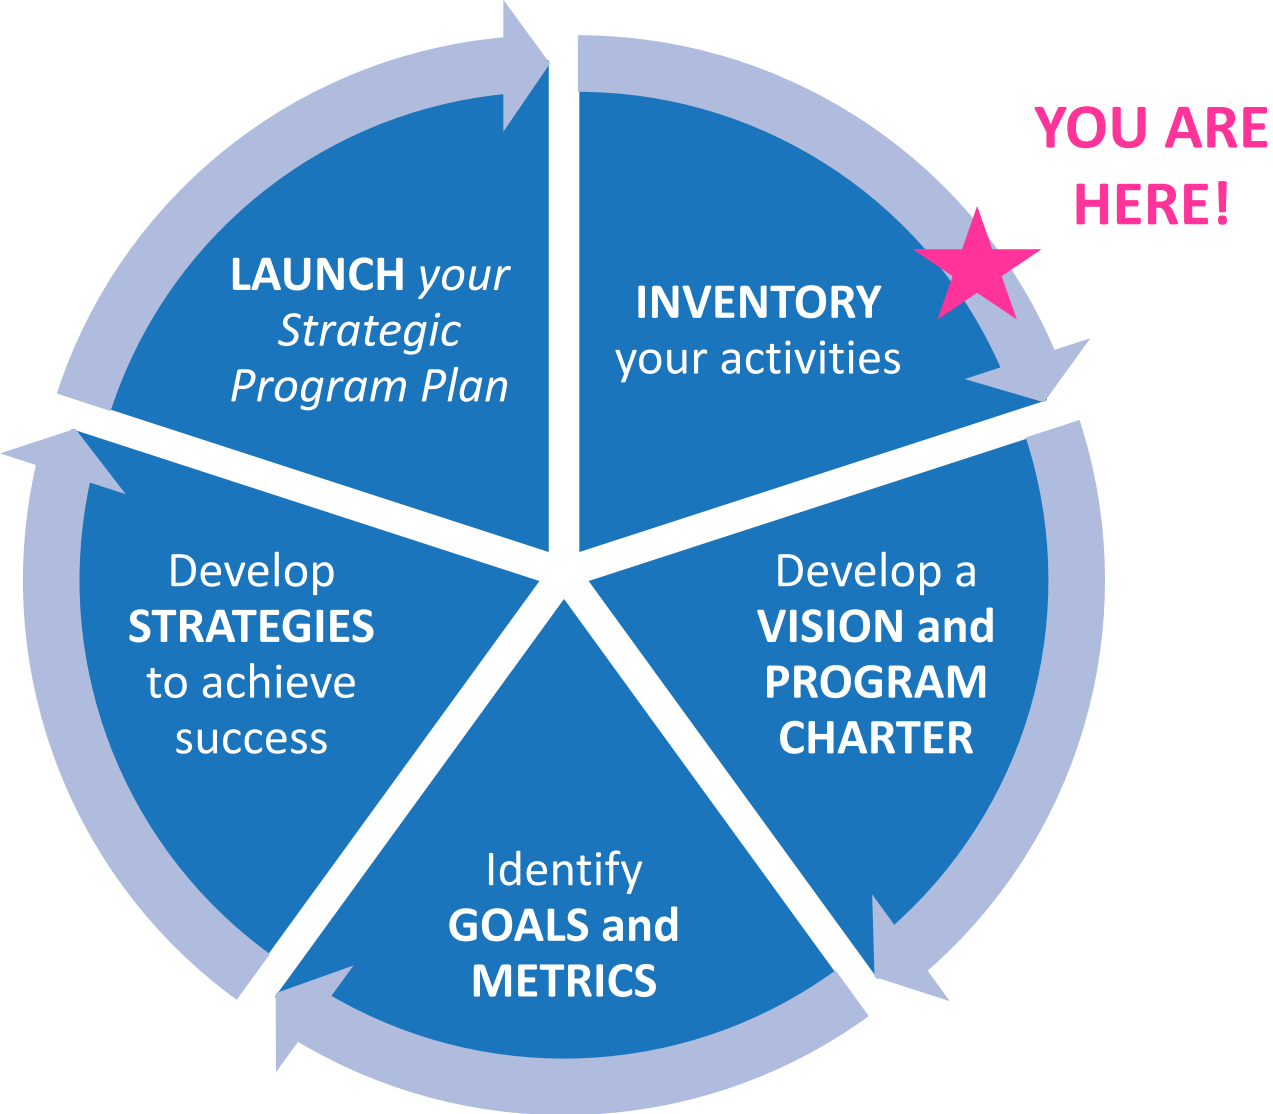 YOU ARE
HERE!
INVENTORY
your activities
Develop a
VISION and
PROGRAM
CHARTER
Identify
GOALS and
METRICS
Develop
STRATEGIES
to achieve
success
LAUNCH your
Strategic
Program Plan